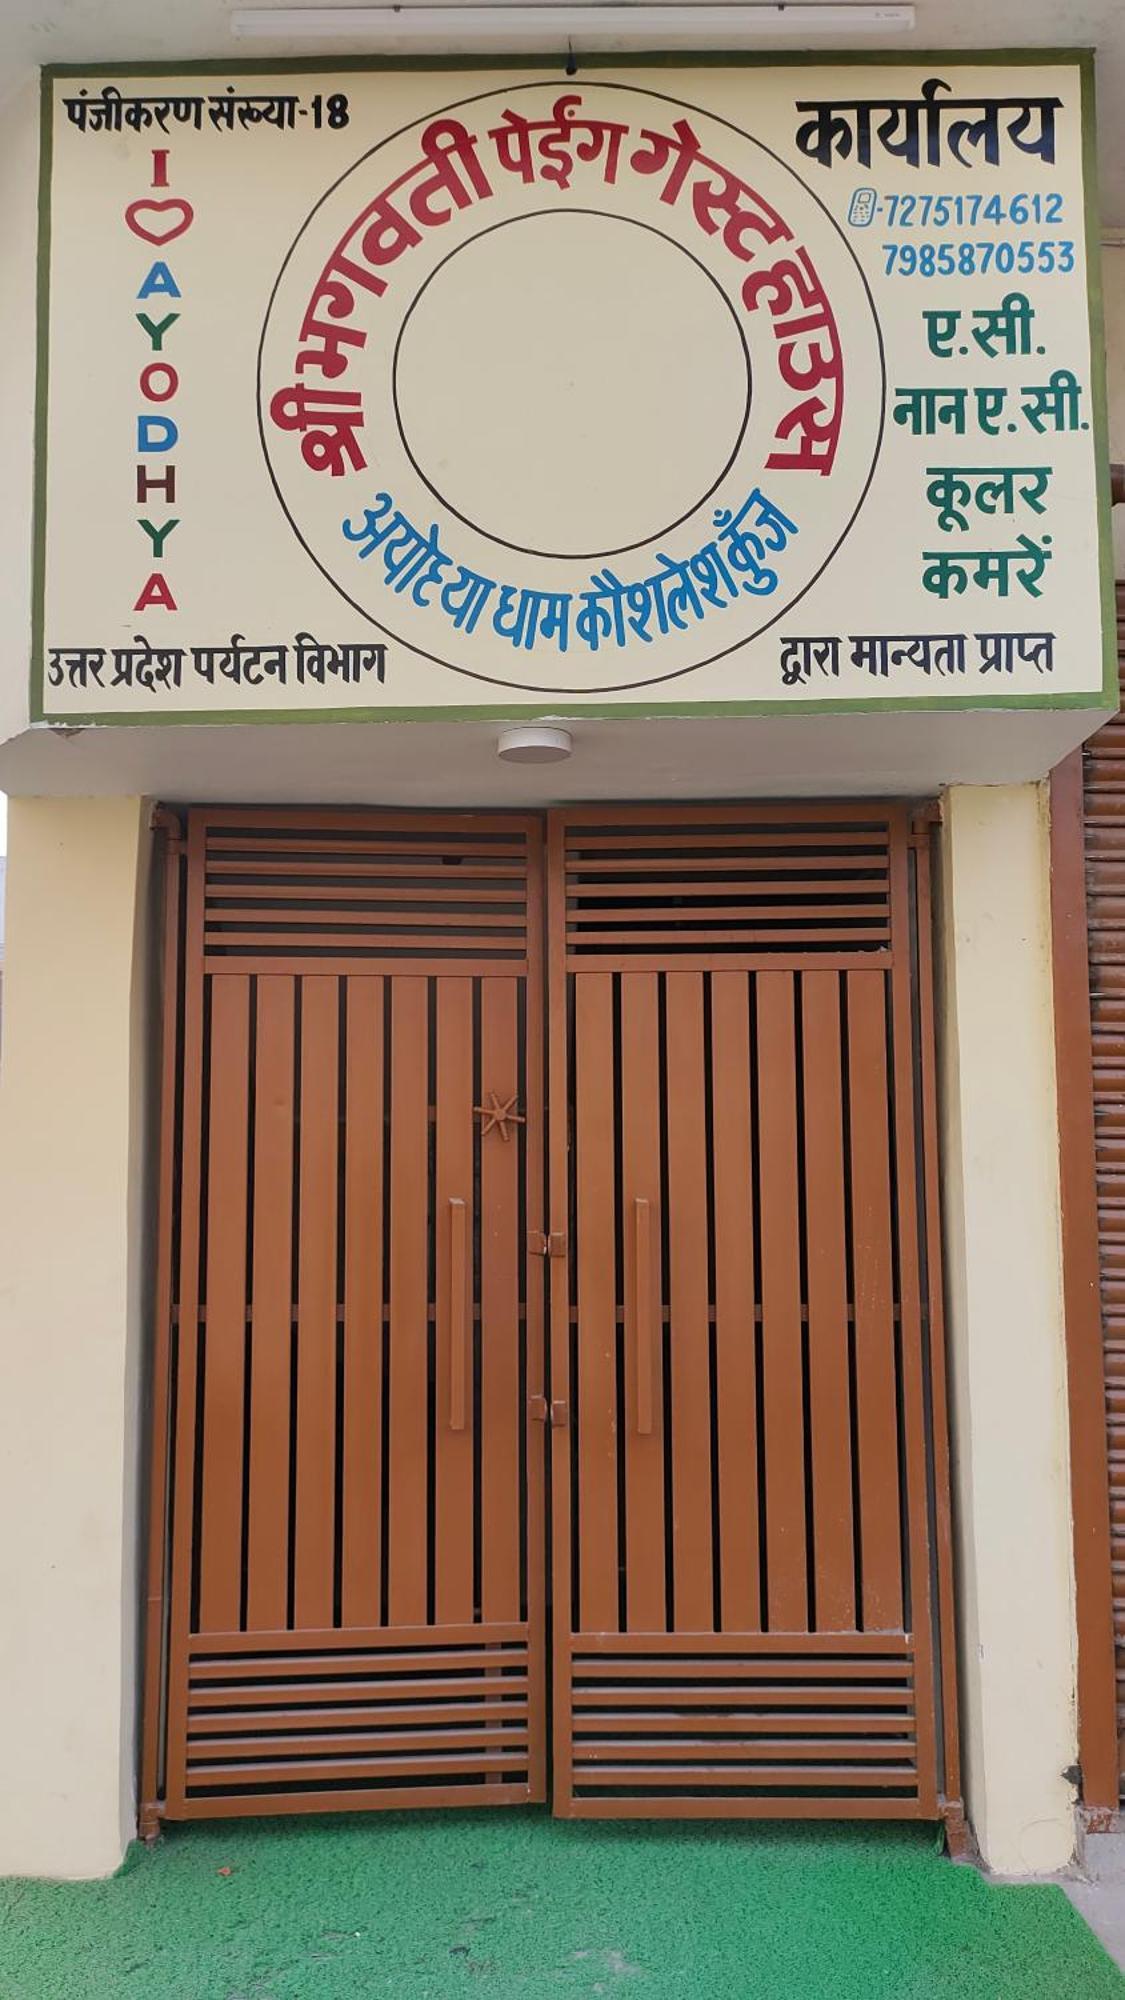 पंजीकरण संख्या-18
I
♡
A
Y
O
D
H
Y
A
श्री भगवती पेईंग गेस्ट हाउस
अयोध्या धाम कौशलेश कुँज
कार्यालय
-7275174612
7985870553
ए.सी.
नान ए.सी.
कूलर
कमरें
उत्तर प्रदेश पर्यटन विभाग
द्वारा मान्यता प्राप्त